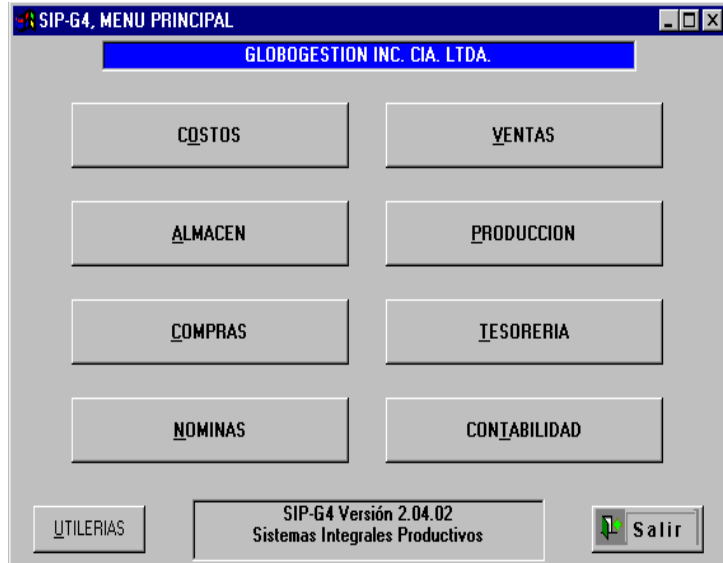 SIP-G4, MENU PRINCIPAL
GLOBOGESTION INC. CIA. LTDA.
COSTOS
VENTAS
ALMACEN
PRODUCCION
COMPRAS
TESORERIA
NOMINAS
CONTABILIDAD
UTILERIAS
SIP-G4 Versión 2.04.02
Sistemas Integrales Productivos
Salir